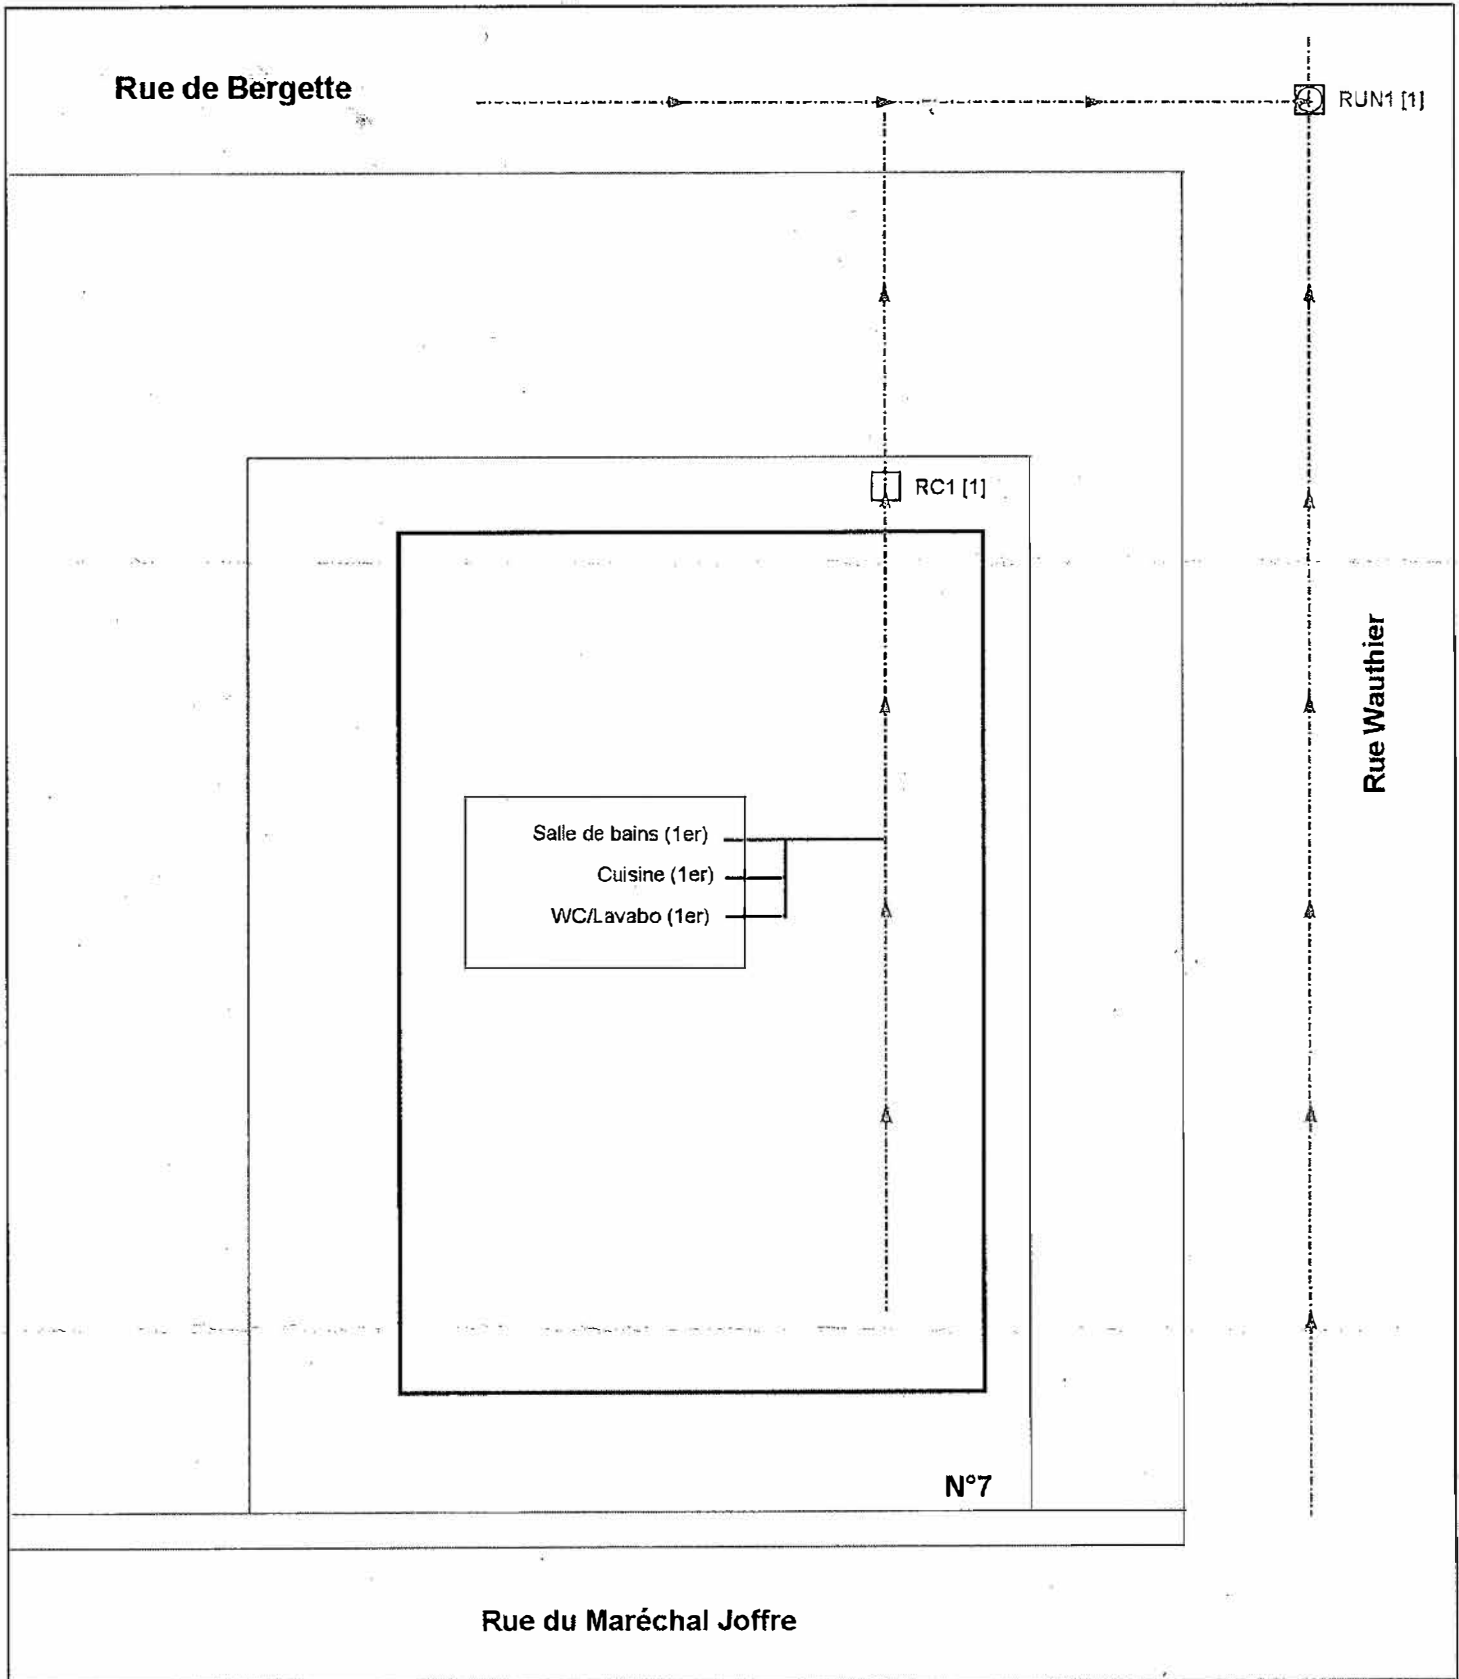 Rue de Bergette
RUN1 [1]
RC1 [1]
Rue Wauthier
Salle de bains (1er)
Cuisine (1er)
WC/Lavabo (1er)
N°7
Rue du Maréchal Joffre